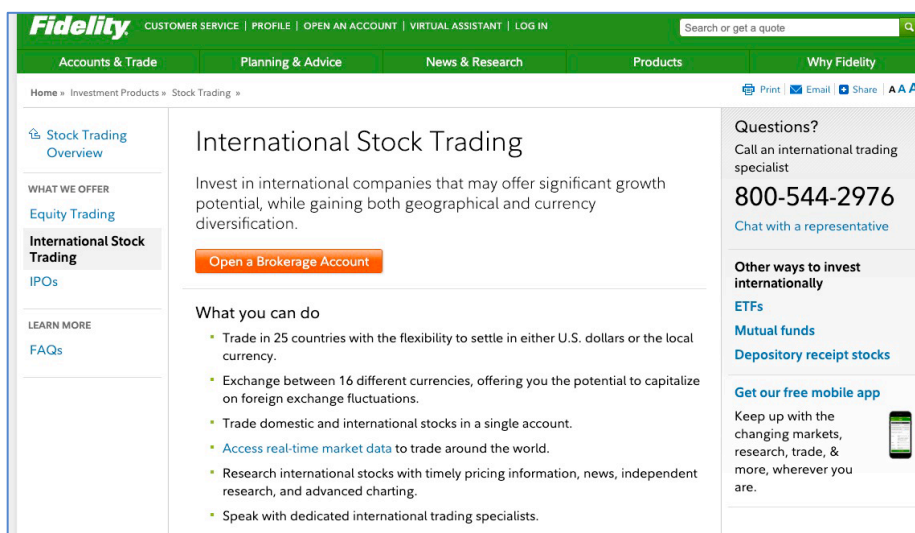 Fidelity
CUSTOMER SERVICE | PROFILE | OPEN AN ACCOUNT | VIRTUAL ASSISTANT | LOG IN
Search or get a quote
Accounts & Trade
Planning & Advice
News & Research
Products
Why Fidelity
Home » Investment Products » Stock Trading »
Print
Email
Share
A A A
Stock Trading
Overview
WHAT WE OFFER
Equity Trading
International Stock
Trading
IPOs
LEARN MORE
FAQs
International Stock Trading
Invest in international companies that may offer significant growth
potential, while gaining both geographical and currency
diversification.
Open a Brokerage Account
What you can do
Trade in 25 countries with the flexibility to settle in either U.S. dollars or the local
currency.
Exchange between 16 different currencies, offering you the potential to capitalize
on foreign exchange fluctuations.
Trade domestic and international stocks in a single account.
Access real-time market data to trade around the world.
Research international stocks with timely pricing information, news, independent
research, and advanced charting.
Speak with dedicated international trading specialists.
Questions?
Call an international trading
specialist
800-544-2976
Chat with a representative
Other ways to invest
internationally
ETFs
Mutual funds
Depository receipt stocks
Get our free mobile app
Keep up with the
changing markets,
research, trade, &
more, wherever you
are.